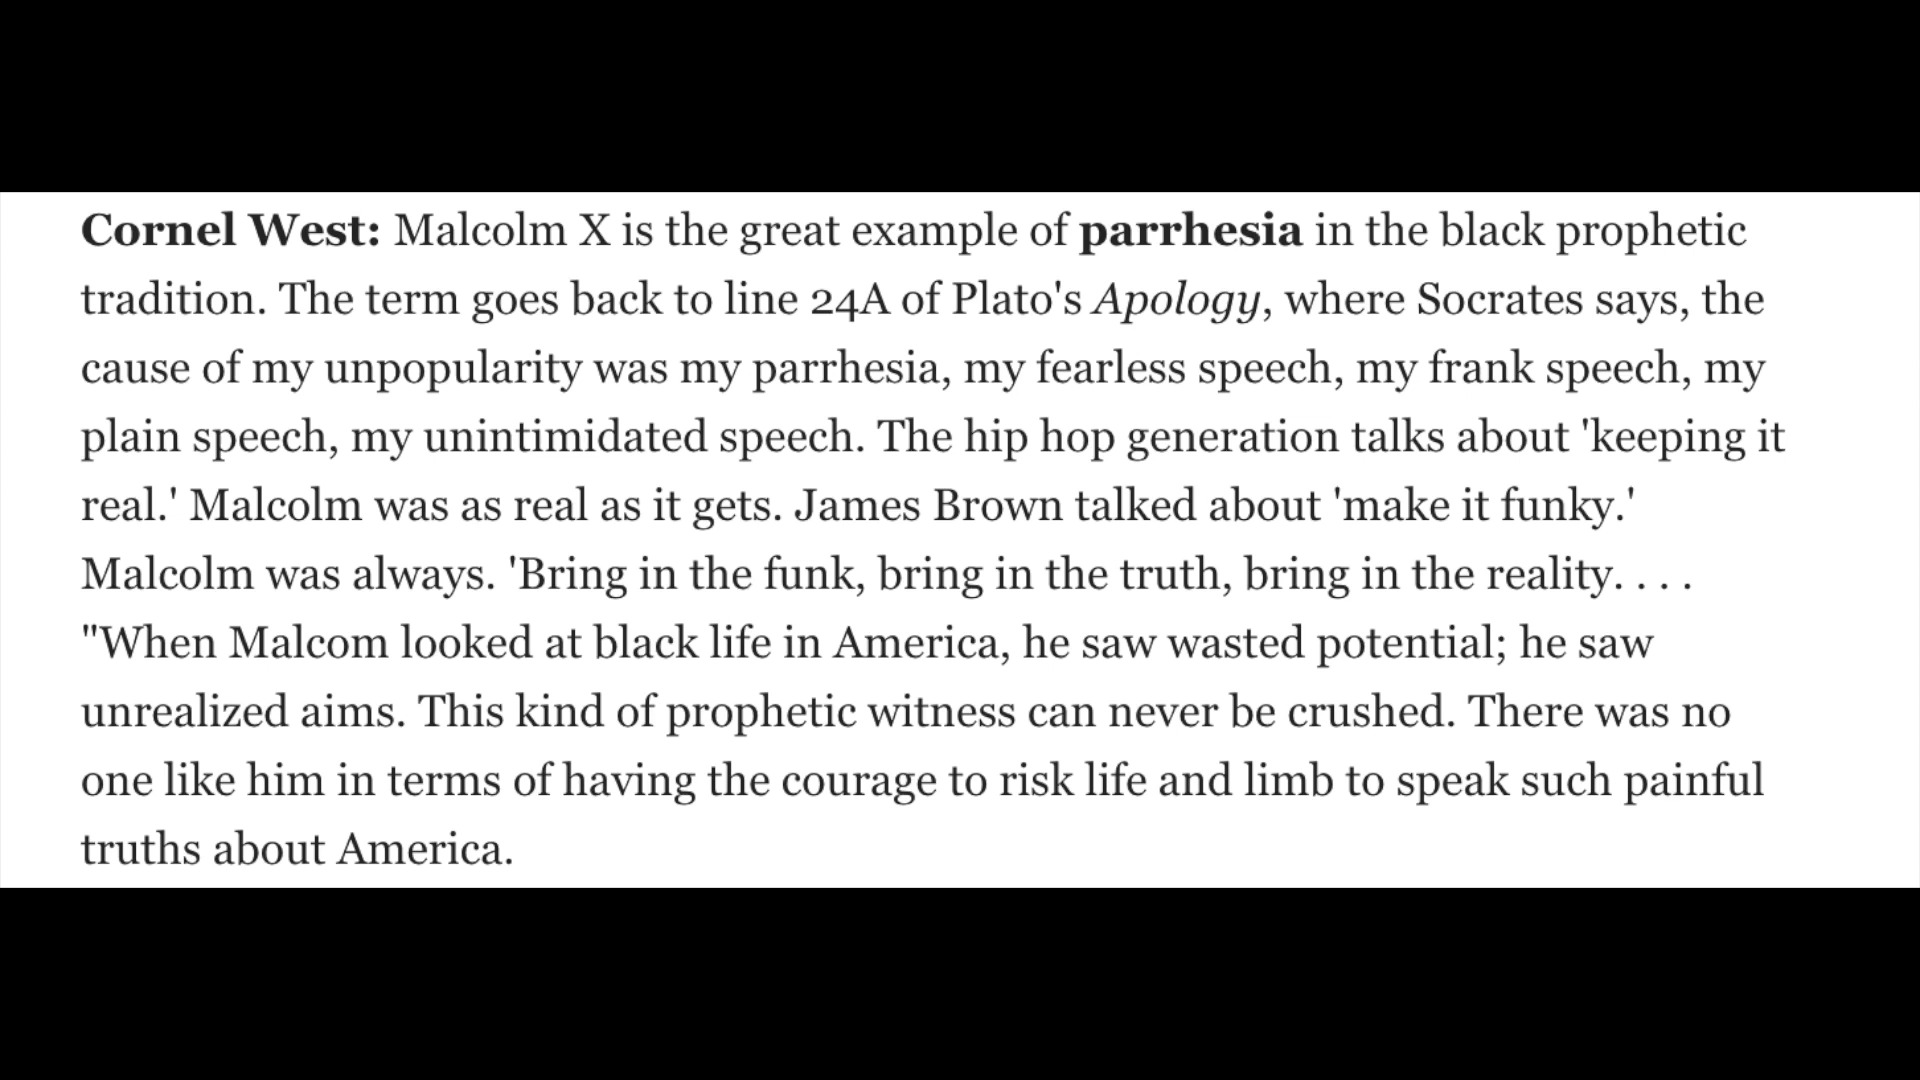 Cornel West: Malcolm X is the great example of parrhesia in the black prophetic
tradition. The term goes back to line 24A of Plato's Apology, where Socrates says, the
cause of my unpopularity was my parrhesia, my fearless speech, my frank speech, my
plain speech, my unintimidated speech. The hip hop generation talks about 'keeping it
real.' Malcolm was as real as it gets. James Brown talked about 'make it funky.'
Malcolm was always. 'Bring in the funk, bring in the truth, bring in the reality. . . .
"When Malcom looked at black life in America, he saw wasted potential; he saw
unrealized aims. This kind of prophetic witness can never be crushed. There was no
one like him in terms of having the courage to risk life and limb to speak such painful
truths about America.